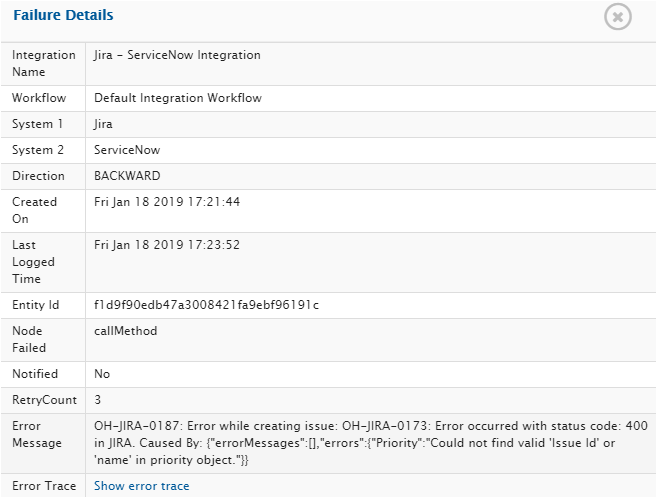 Failure Details
Integration Name
Jira - ServiceNow Integration
Workflow
Default Integration Workflow
System 1
Jira
System 2
ServiceNow
Direction
BACKWARD
Created On
Fri Jan 18 2019 17:21:44
Last Logged Time
Fri Jan 18 2019 17:23:52
Entity Id
f1d9f90edb47a3008421fa9ebf96191c
Node Failed
callMethod
Notified
No
RetryCount
3
Error Message
OH-JIRA-0187: Error while creating issue: OH-JIRA-0173: Error occurred with status code: 400
in JIRA. Caused By: {"errorMessages":[],"errors":{"Priority":"Could not find valid 'Issue Id' or
'name' in priority object."}}
Error Trace
Show error trace